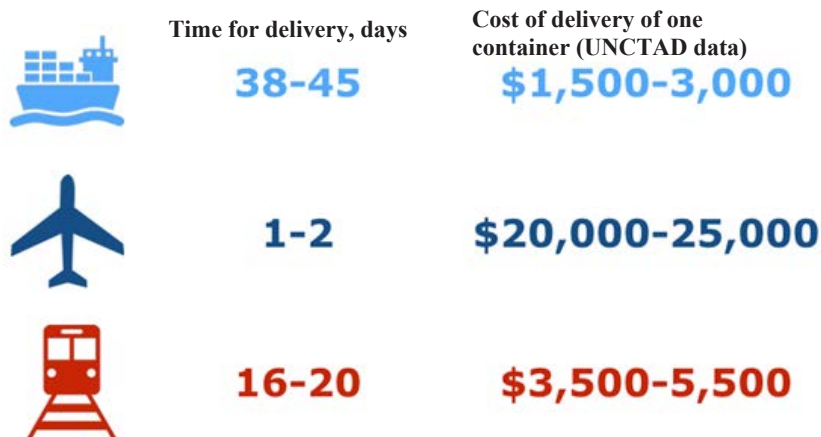 Time for delivery, days
Cost of delivery of one
container (UNCTAD data)
38-45
$1,500-3,000
1-2
$20,000-25,000
16-20
$3,500-5,500